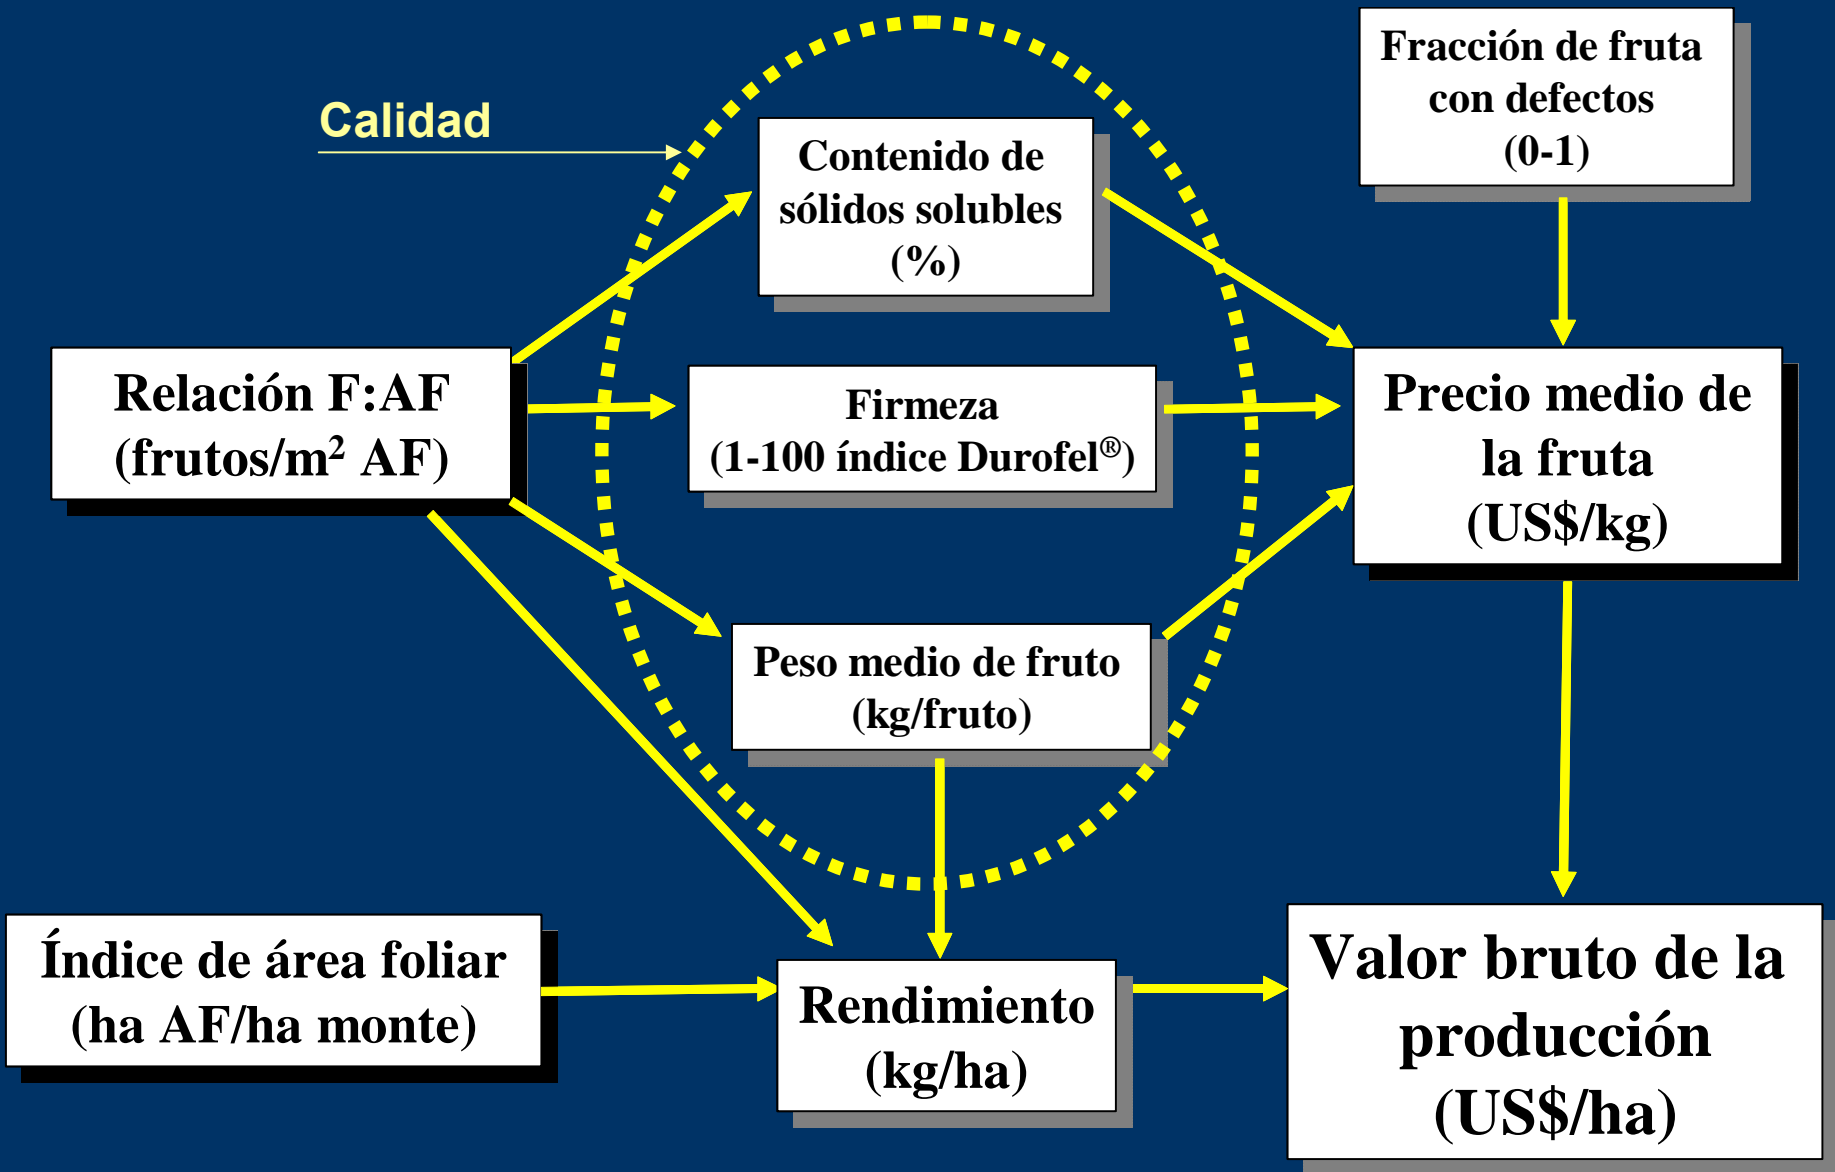 Calidad
Contenido de
sólidos solubles
(%)
Fracción de fruta
con defectos
(0-1)
Relación F:AF
(frutos/m² AF)
Firmeza
(1-100 índice Durofel®)
Precio medio de
la fruta
(US$/kg)
Peso medio de fruto
(kg/fruto)
Índice de área foliar
(ha AF/ha monte)
Rendimiento
(kg/ha)
Valor bruto de la
producción
(US$/ha)